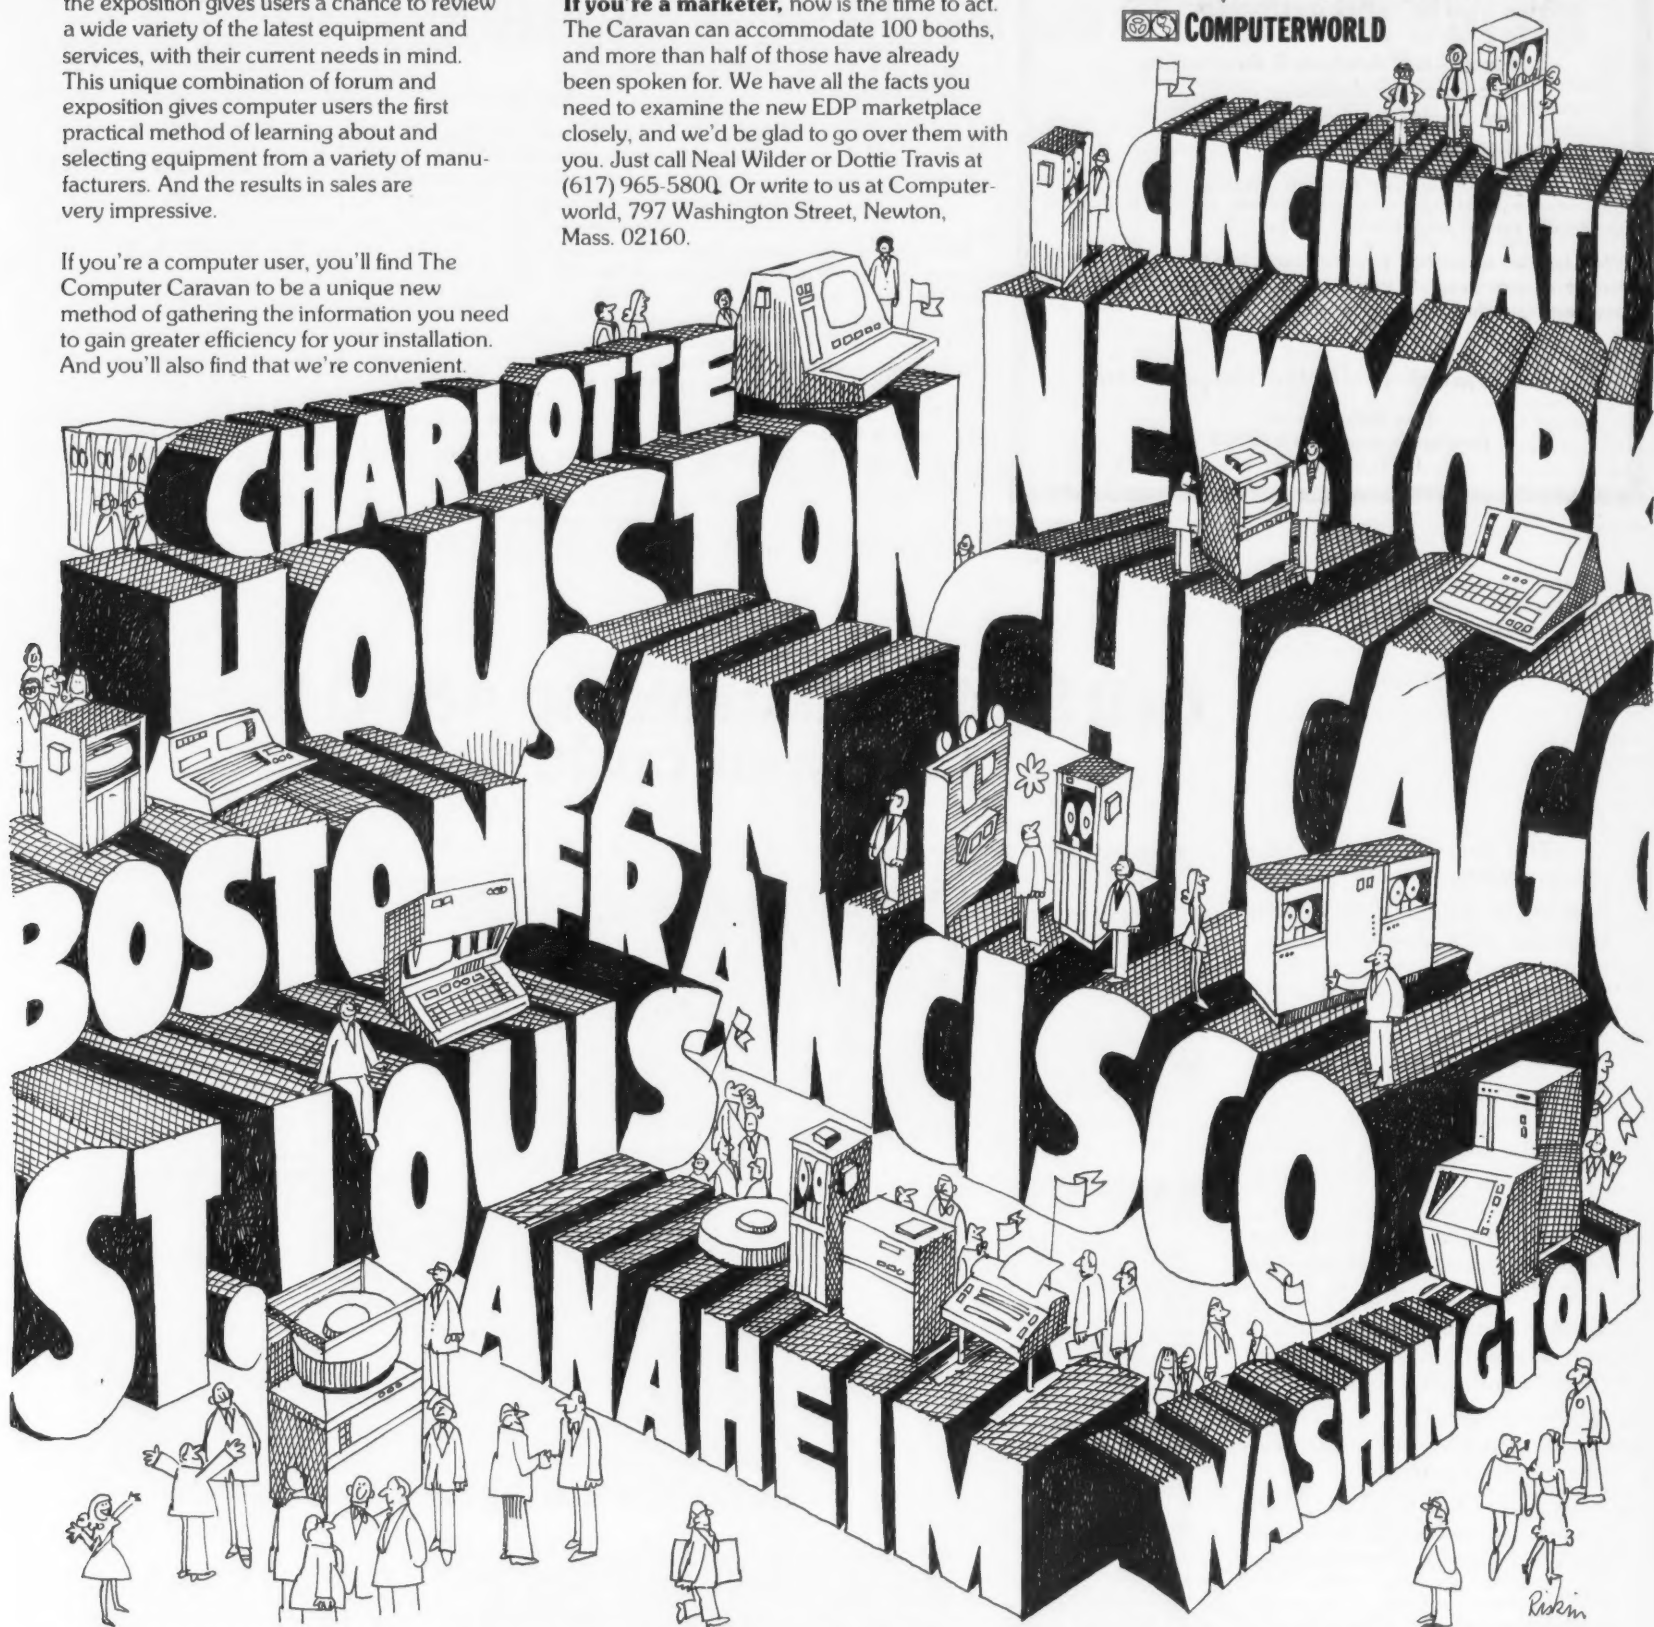 the exposition gives users a chance to review
a wide variety of the latest equipment and
services, with their current needs in mind.
This unique combination of forum and
exposition gives computer users the first
practical method of learning about and
selecting equipment from a variety of manu-
facturers. And the results in sales are
very impressive.
If you're a computer user, you'll find The
Computer Caravan to be a unique new
method of gathering the information you need
to gain greater efficiency for your installation.
And you'll also find that we're convenient.
If you're a marketer, now is the time to act.
The Caravan can accommodate 100 booths,
and more than half of those have already
been spoken for. We have all the facts you
need to examine the new EDP marketplace
closely, and we'd be glad to go over them with
you. Just call Neal Wilder or Dottie Travis at
(617) 965-5800. Or write to us at Computer-
world, 797 Washington Street, Newton,
Mass. 02160.
COMPUTERWORLD
CINCINNATI
CHARLOTTE
NEW YORK
HOUSTON
CHICAGO
SAN
FRANCISCO
BOSTON
ST. LOUIS
ANAHEIM
WASHINGTON
Riskin